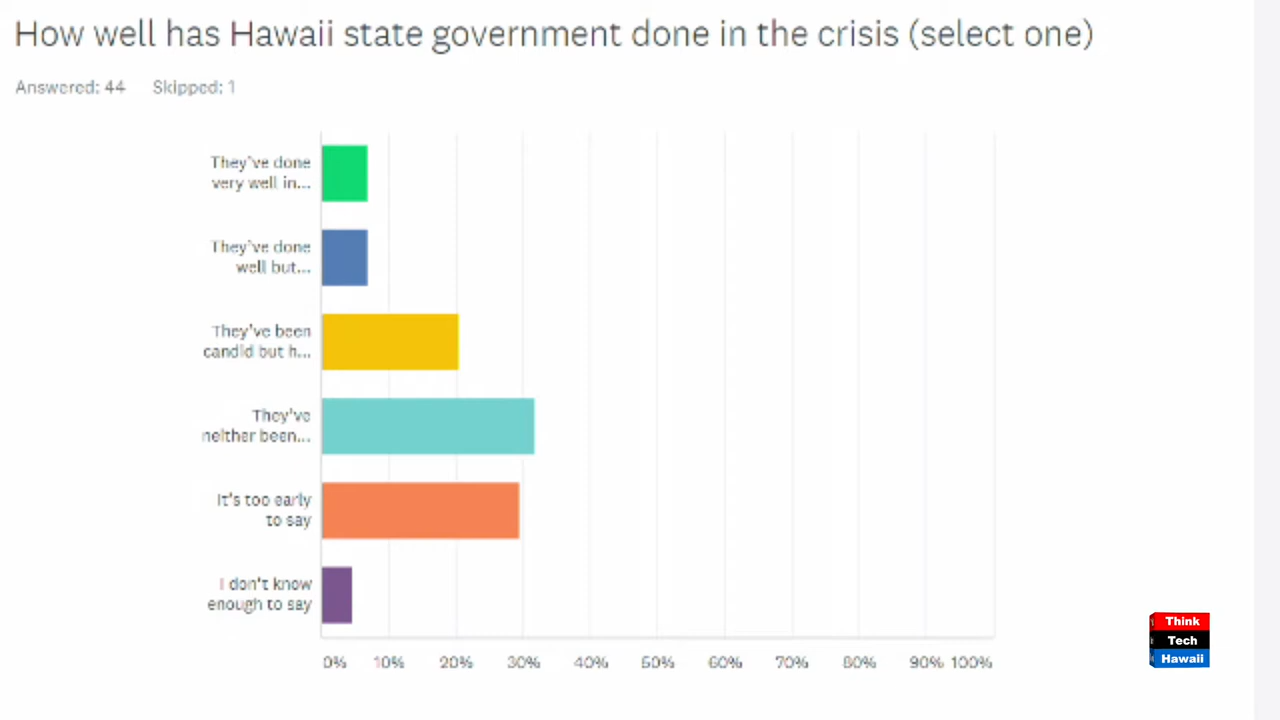 How well has Hawaii state government done in the crisis (select one)
Answered: 44 Skipped: 1
They've done
very well in...
They've done
well but...
They've been
candid but h...
They've
neither been...
It's too early
to say
I don't know
enough to say
0% 10% 20% 30% 40% 50% 60% 70% 80% 90% 100%
Think
Tech
Hawaii